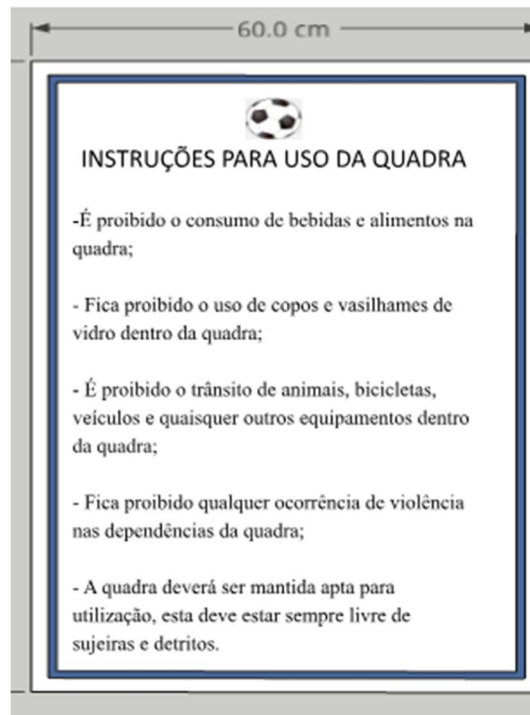 60.0 cm
INSTRUÇÕES PARA USO DA QUADRA
-É proibido o consumo de bebidas e alimentos na
quadra;
- Fica proibido o uso de copos e vasilhames de
vidro dentro da quadra;
- É proibido o trânsito de animais, bicicletas,
veículos e quaisquer outros equipamentos dentro
da quadra;
- Fica proibido qualquer ocorrência de violência
nas dependências da quadra;
- A quadra deverá ser mantida apta para
utilização, esta deve estar sempre livre de
sujeiras e detritos.